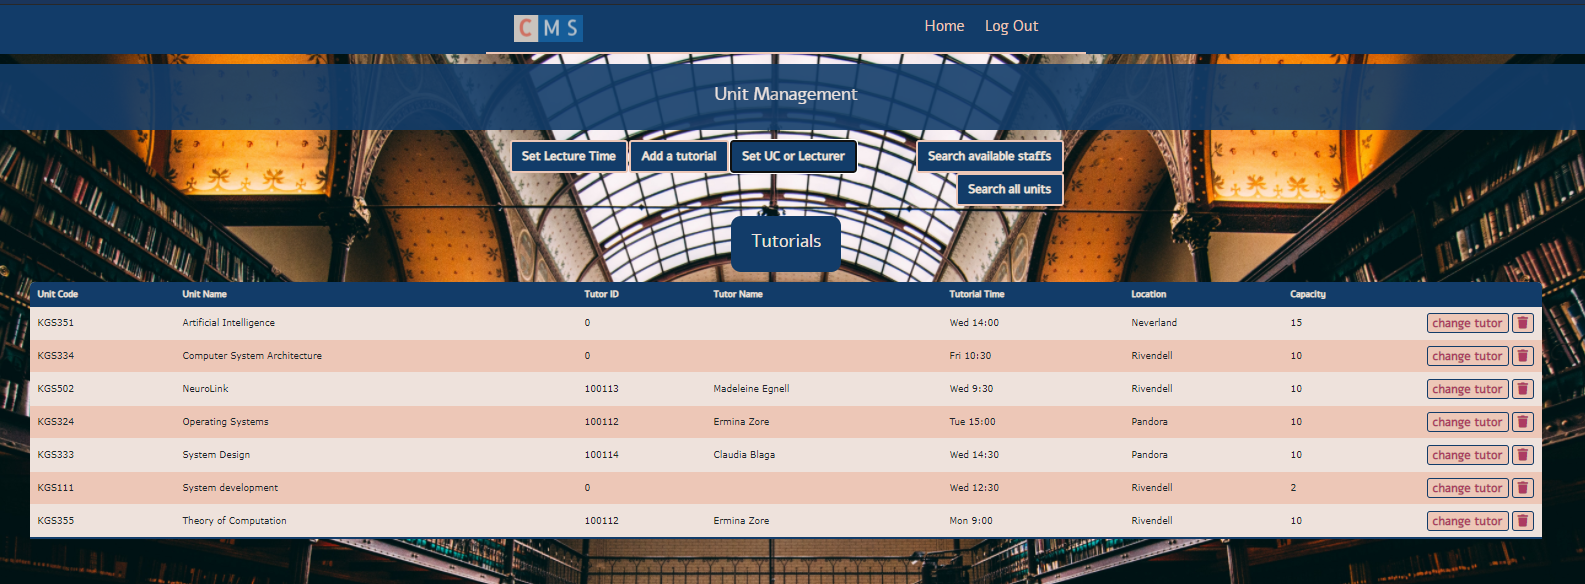 CMS Home Log Out
Unit Management
Set Lecture Time Add a tutorial Set UC or Lecturer Search available staffs
Search all units
Tutorials
Unit Code Unit Name Tutor ID Tutor Name Tutorial Time Location Capacity
KGS351 Artificial Intelligence 0 Wed 14:00 Neverland 15 change tutor
KGS334 Computer System Architecture 0 Fri 10:30 Rivendell 10 change tutor
KGS502 NeuroLink 100113 Madeleine Egnell Wed 9:30 Rivendell 10 change tutor
KGS324 Operating Systems 100112 Ermina Zore Tue 15:00 Pandora 10 change tutor
KGS333 System Design 100114 Claudia Blaga Wed 14:30 Pandora 10 change tutor
KGS111 System development 0 Wed 12:30 Rivendell 2 change tutor
KGS355 Theory of Computation 100112 Ermina Zore Mon 9:00 Rivendell 10 change tutor